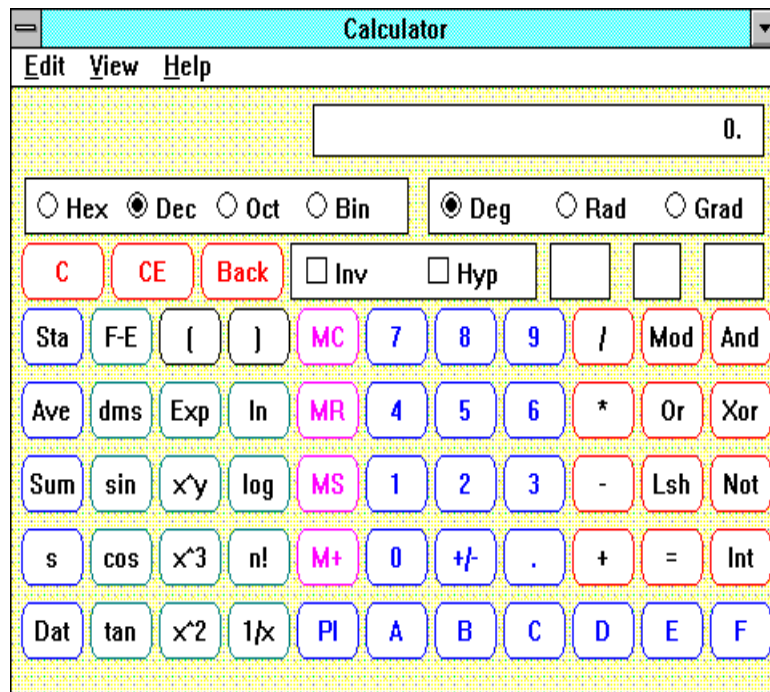 Calculator
Edit View Help
0.
Hex Dec Oct Bin Deg Rad Grad
C CE Back Inv Hyp
Sta F-E ( ) MC 7 8 9 / Mod And
Ave dms Exp ln MR 4 5 6 * Or Xor
Sum sin x^y log MS 1 2 3 - Lsh Not
s cos x^3 n! M+ 0 +/- . + = Int
Dat tan x^2 1/x PI A B C D E F